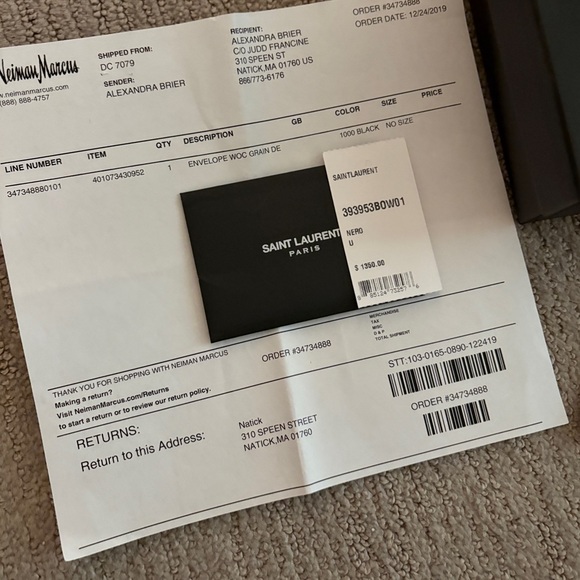 Neiman Marcus
www.neimanmarcus.com
(888) 888-4757
SHIPPED FROM:
DC 7079
SENDER:
ALEXANDRA BRIER
RECIPIENT:
ALEXANDRA BRIER
C/O JUDD FRANCINE
310 SPEEN ST
NATICK,MA 01760 US
866/773-6176
ORDER #34734888
ORDER DATE: 12/24/2019
LINE NUMBER ITEM QTY DESCRIPTION GB COLOR SIZE PRICE
347348880101 401073430952 1 ENVELOPE WOC GRAIN DE 1000 BLACK NO SIZE
SAINT LAURENT
PARIS
SAINTLAURENT
393953BOW01
NERO
U
$ 1350.00
MERCHANDISE
TAX
MISC
D & P
TOTAL SHIPMENT
THANK YOU FOR SHOPPING WITH NEIMAN MARCUS
ORDER #34734888
Making a return?
Visit NeimanMarcus.com/Returns
to start a return or to review our return policy.
STT:103-0165-0890-122419
ORDER #34734888
RETURNS:
Return to this Address:
Natick
310 SPEEN STREET
NATICK,MA 01760